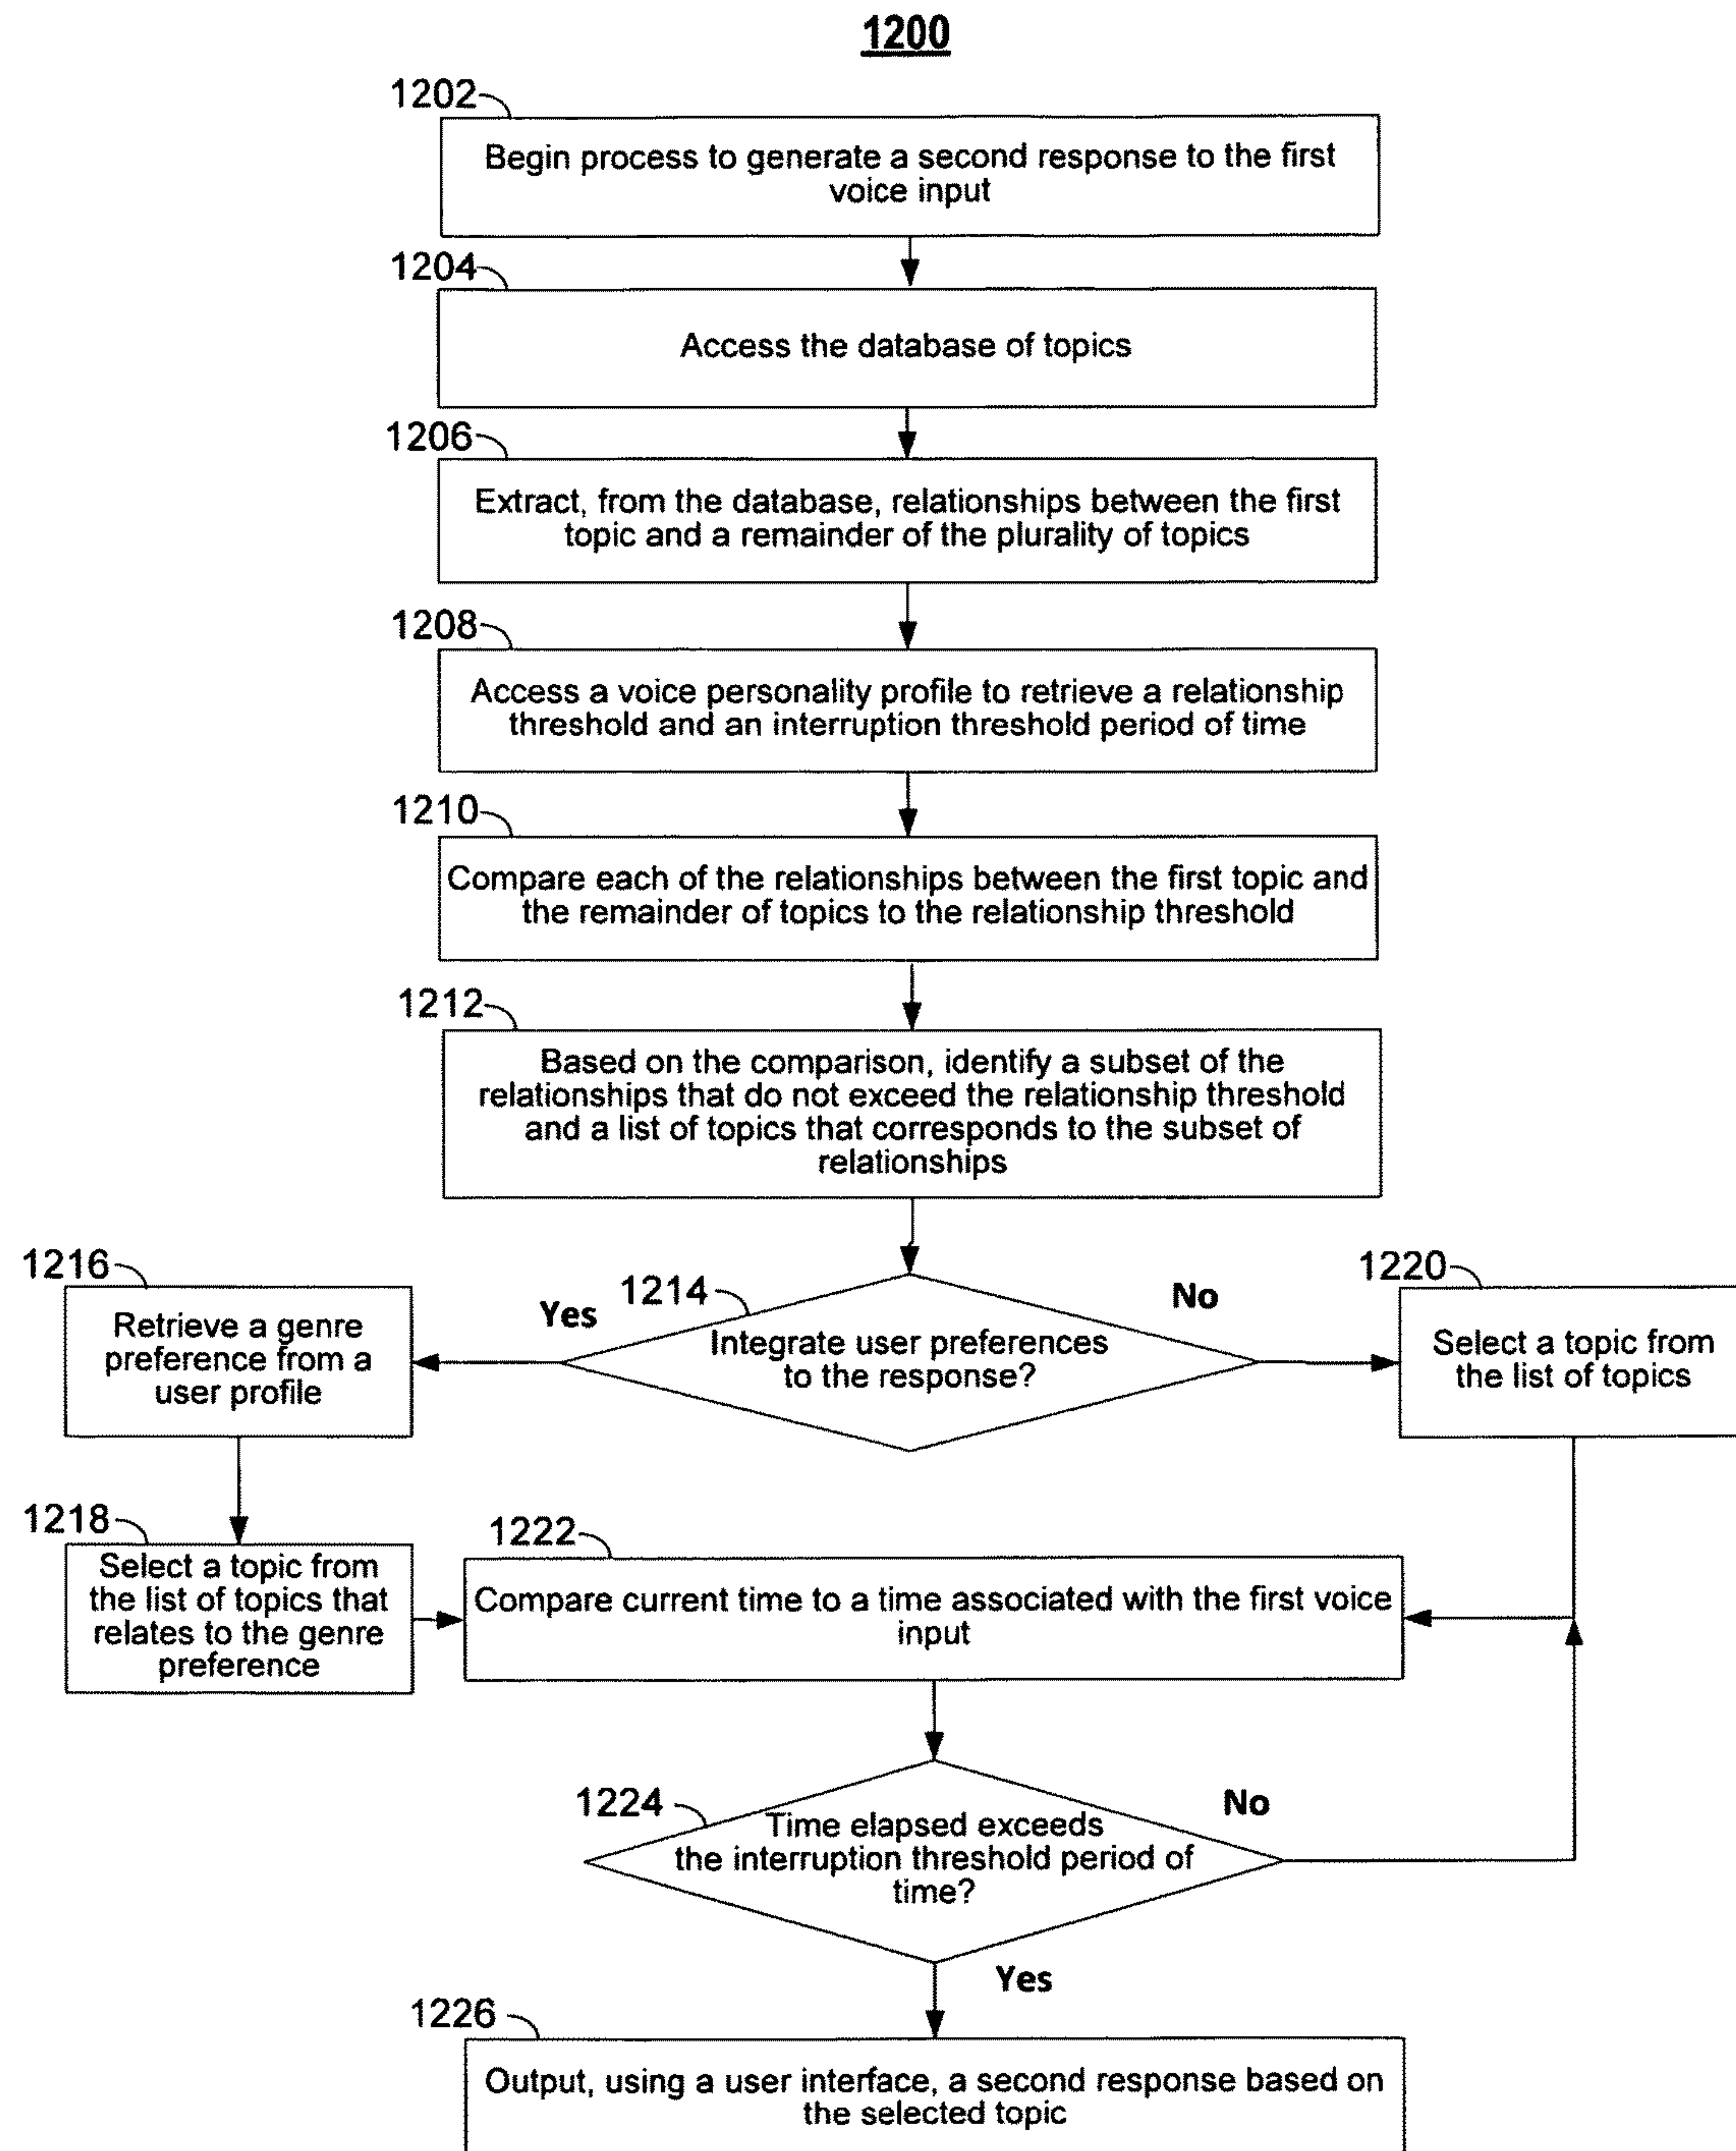 1200
1202
Begin process to generate a second response to the first
voice input
1204
Access the database of topics
1206
Extract, from the database, relationships between the first
topic and a remainder of the plurality of topics
1208
Access a voice personality profile to retrieve a relationship
threshold and an interruption threshold period of time
1210
Compare each of the relationships between the first topic and
the remainder of topics to the relationship threshold
1212
Based on the comparison, identify a subset of the
relationships that do not exceed the relationship threshold
and a list of topics that corresponds to the subset of
relationships
1214
Integrate user preferences
to the response?
Yes
No
1216
Retrieve a genre
preference from a
user profile
1220
Select a topic from
the list of topics
1218
Select a topic from
the list of topics that
relates to the genre
preference
1222
Compare current time to a time associated with the first voice
input
1224
Time elapsed exceeds
the interruption threshold period of
time?
No
Yes
1226
Output, using a user interface, a second response based on
the selected topic